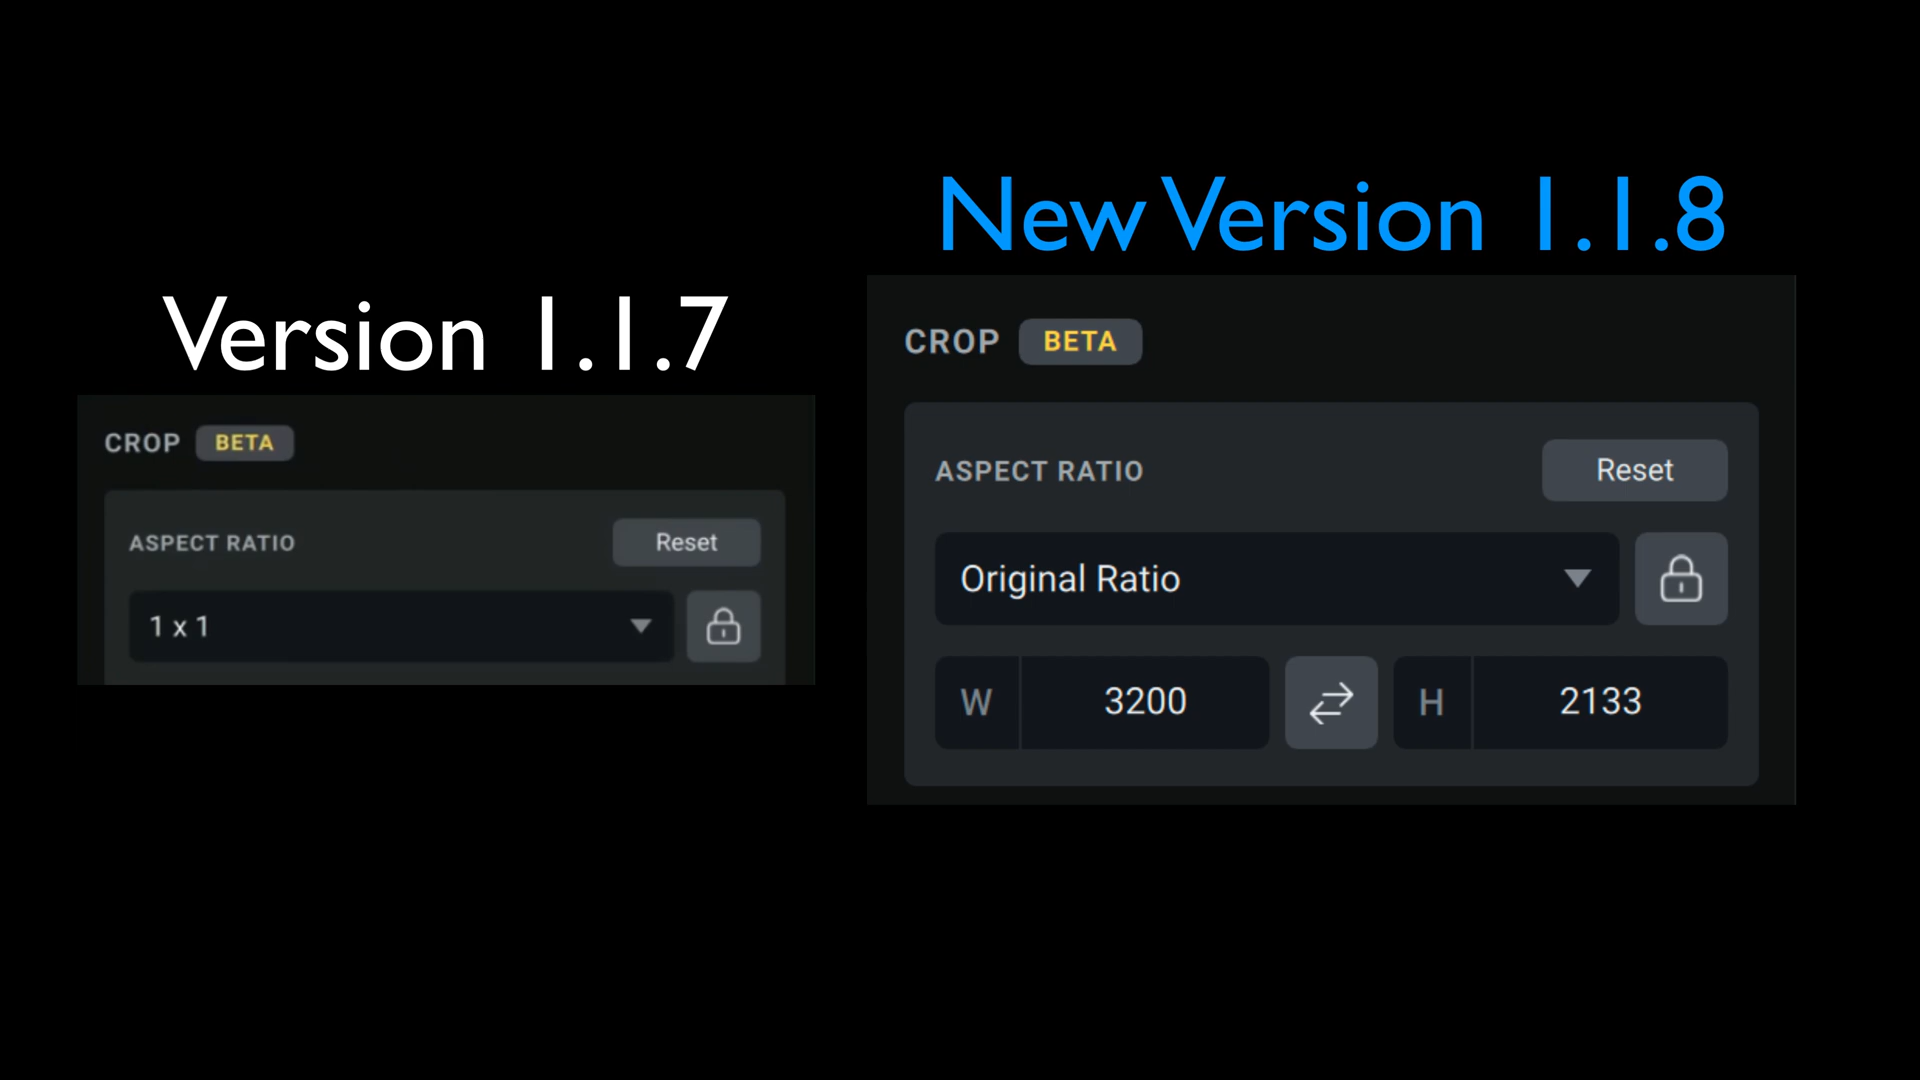 Version 1.1.7
CROP BETA
ASPECT RATIO Reset
1 x 1
New Version 1.1.8
CROP BETA
ASPECT RATIO Reset
Original Ratio
W 3200 H 2133